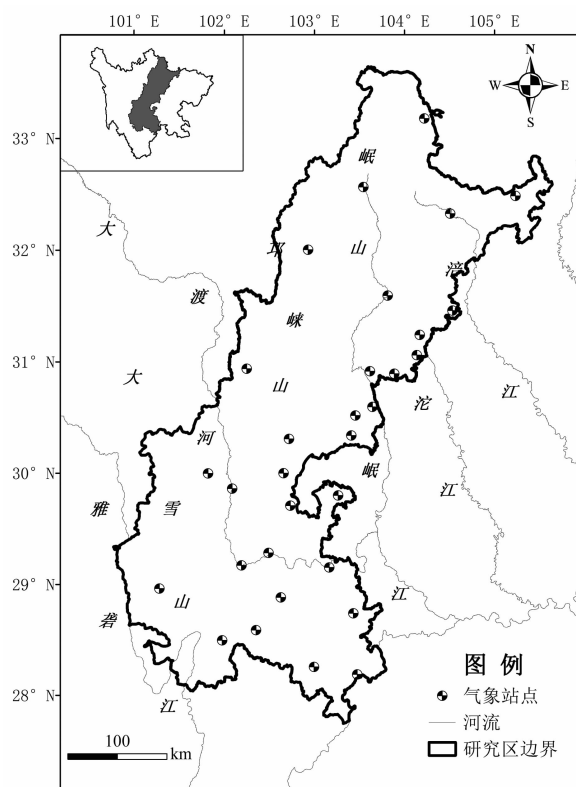 101° E 102° E 103° E 104° E 105° E
N
W E
S
33° N
32° N
31° N
30° N
29° N
28° N
岷
山
邛
崃
山
大
渡
河
大
雪
山
雅
砻
江
涪
江
沱
江
岷
江
图 例
气象站点
河流
研究区边界
100
km